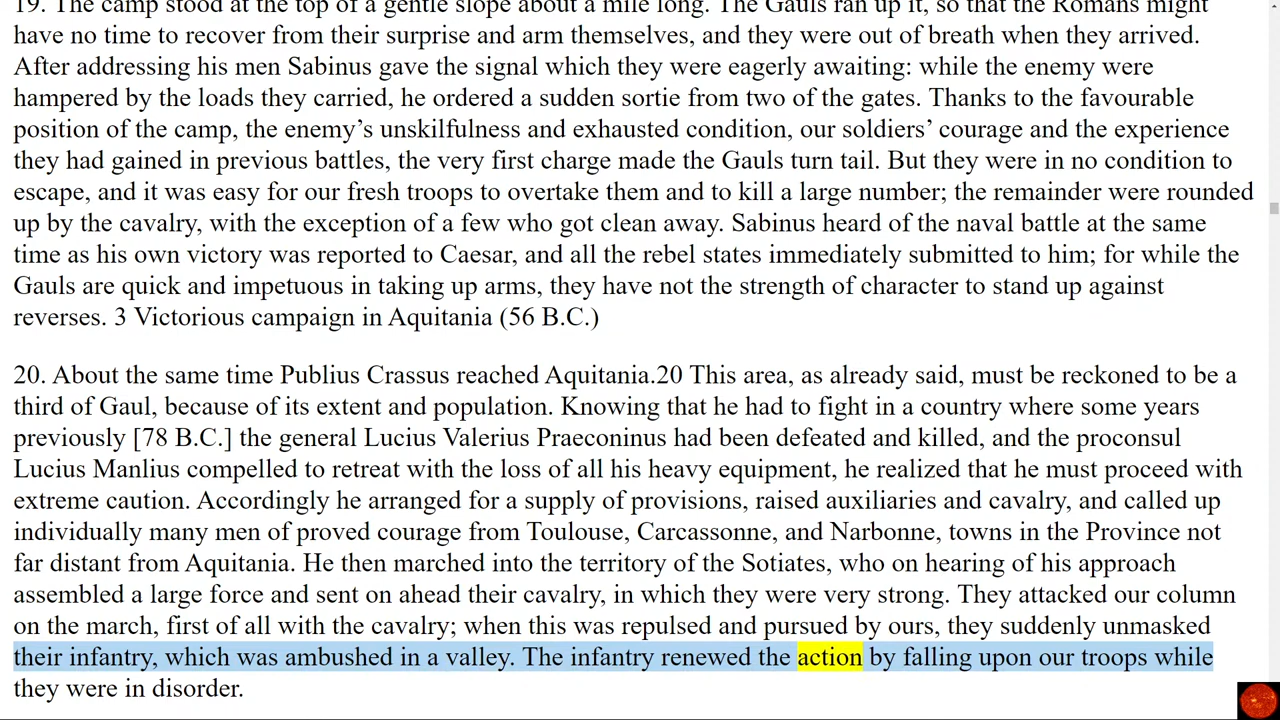 19. The camp stood at the top of a gentle slope about a mile long. The Gauls ran up it, so that the Romans might
have no time to recover from their surprise and arm themselves, and they were out of breath when they arrived.
After addressing his men Sabinus gave the signal which they were eagerly awaiting: while the enemy were
hampered by the loads they carried, he ordered a sudden sortie from two of the gates. Thanks to the favourable
position of the camp, the enemy’s unskilfulness and exhausted condition, our soldiers’ courage and the experience
they had gained in previous battles, the very first charge made the Gauls turn tail. But they were in no condition to
escape, and it was easy for our fresh troops to overtake them and to kill a large number; the remainder were rounded
up by the cavalry, with the exception of a few who got clean away. Sabinus heard of the naval battle at the same
time as his own victory was reported to Caesar, and all the rebel states immediately submitted to him; for while the
Gauls are quick and impetuous in taking up arms, they have not the strength of character to stand up against
reverses. 3 Victorious campaign in Aquitania (56 B.C.)
20. About the same time Publius Crassus reached Aquitania.20 This area, as already said, must be reckoned to be a
third of Gaul, because of its extent and population. Knowing that he had to fight in a country where some years
previously [78 B.C.] the general Lucius Valerius Praeconinus had been defeated and killed, and the proconsul
Lucius Manlius compelled to retreat with the loss of all his heavy equipment, he realized that he must proceed with
extreme caution. Accordingly he arranged for a supply of provisions, raised auxiliaries and cavalry, and called up
individually many men of proved courage from Toulouse, Carcassonne, and Narbonne, towns in the Province not
far distant from Aquitania. He then marched into the territory of the Sotiates, who on hearing of his approach
assembled a large force and sent on ahead their cavalry, in which they were very strong. They attacked our column
on the march, first of all with the cavalry; when this was repulsed and pursued by ours, they suddenly unmasked
their infantry, which was ambushed in a valley. The infantry renewed the action by falling upon our troops while
they were in disorder.